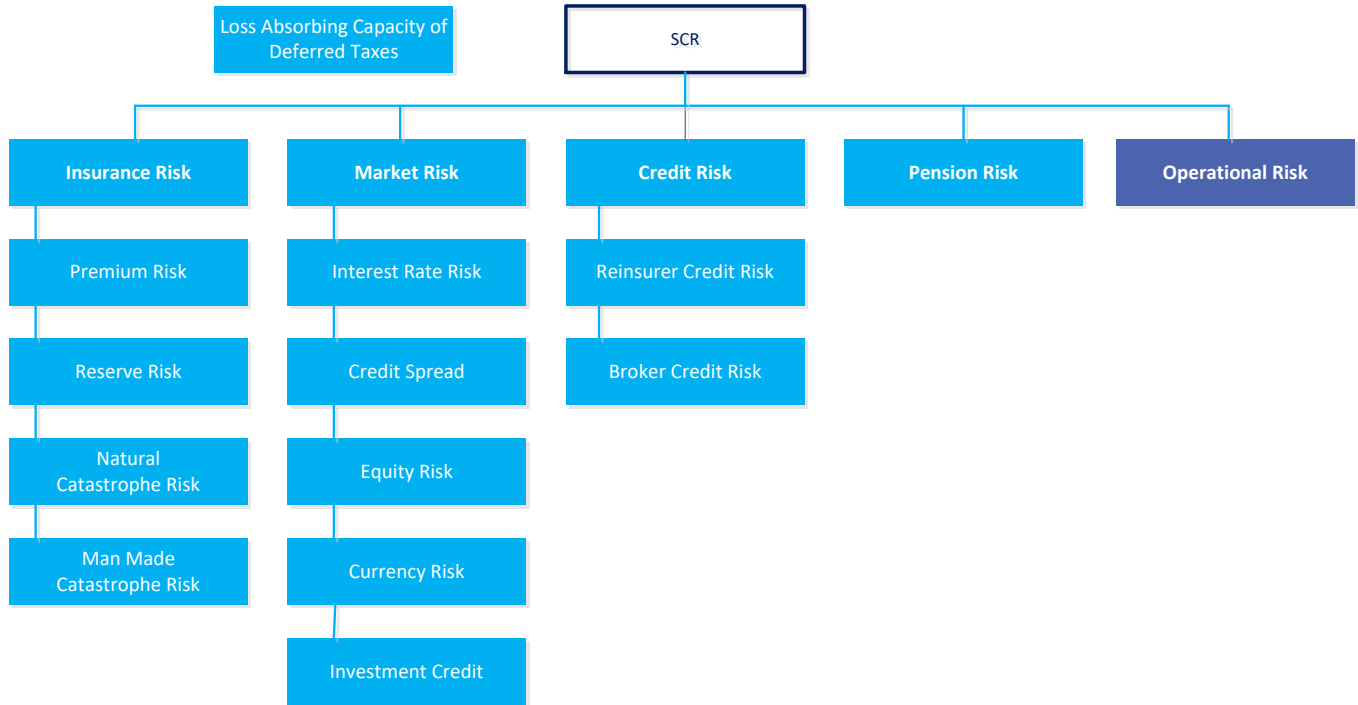 Loss Absorbing Capacity of
Deferred Taxes
SCR
Insurance Risk
Market Risk
Credit Risk
Pension Risk
Operational Risk
Premium Risk
Interest Rate Risk
Reinsurer Credit Risk
Reserve Risk
Credit Spread
Broker Credit Risk
Natural
Catastrophe Risk
Equity Risk
Man Made
Catastrophe Risk
Currency Risk
Investment Credit